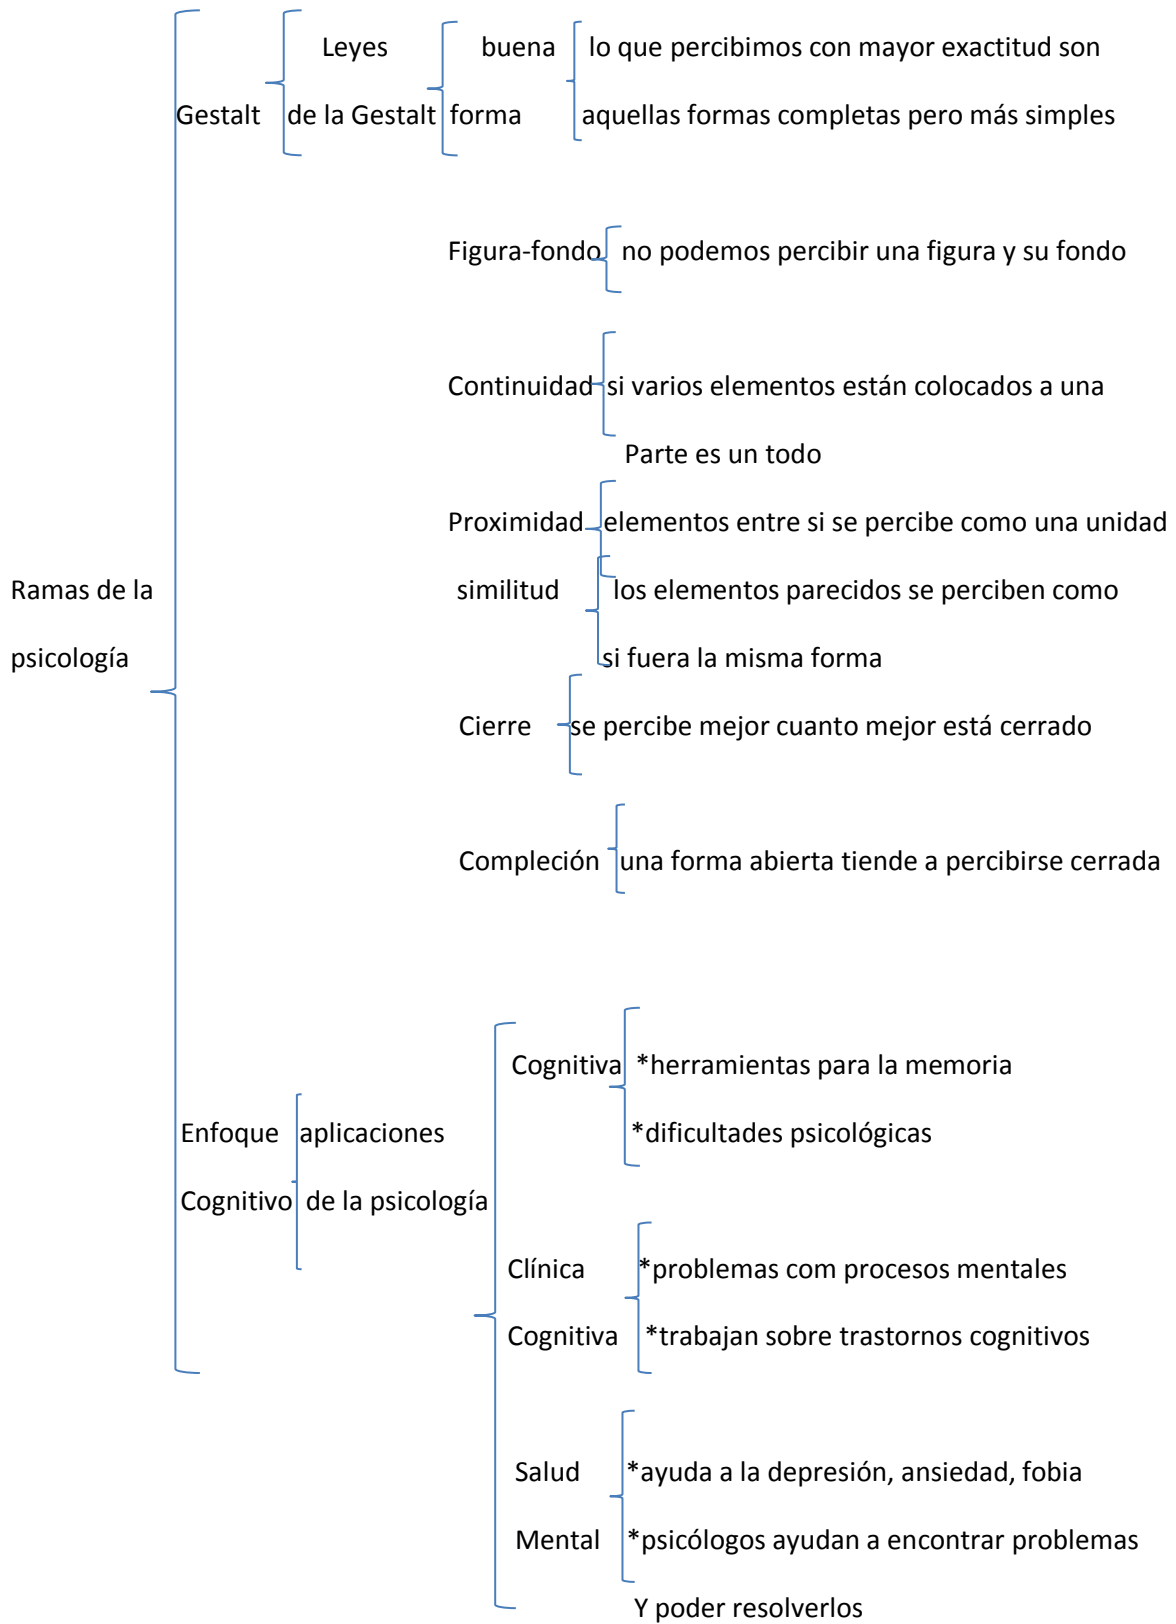 Leyes buena lo que percibimos con mayor exactitud son
Gestalt de la Gestalt forma aquellas formas completas pero más simples
Figura-fondo no podemos percibir una figura y su fondo
Continuidad si varios elementos están colocados a una
Parte es un todo
Proximidad elementos entre si se percibe como una unidad
Ramas de la similitud los elementos parecidos se perciben como
psicología si fuera la misma forma
Cierre se percibe mejor cuanto mejor está cerrado
Compleción una forma abierta tiende a percibirse cerrada
Cognitiva *herramientas para la memoria
Enfoque aplicaciones *dificultades psicológicas
Cognitivo de la psicología
Clínica *problemas com procesos mentales
Cognitiva *trabajan sobre trastornos cognitivos
Salud *ayuda a la depresión, ansiedad, fobia
Mental *psicólogos ayudan a encontrar problemas
Y poder resolverlos